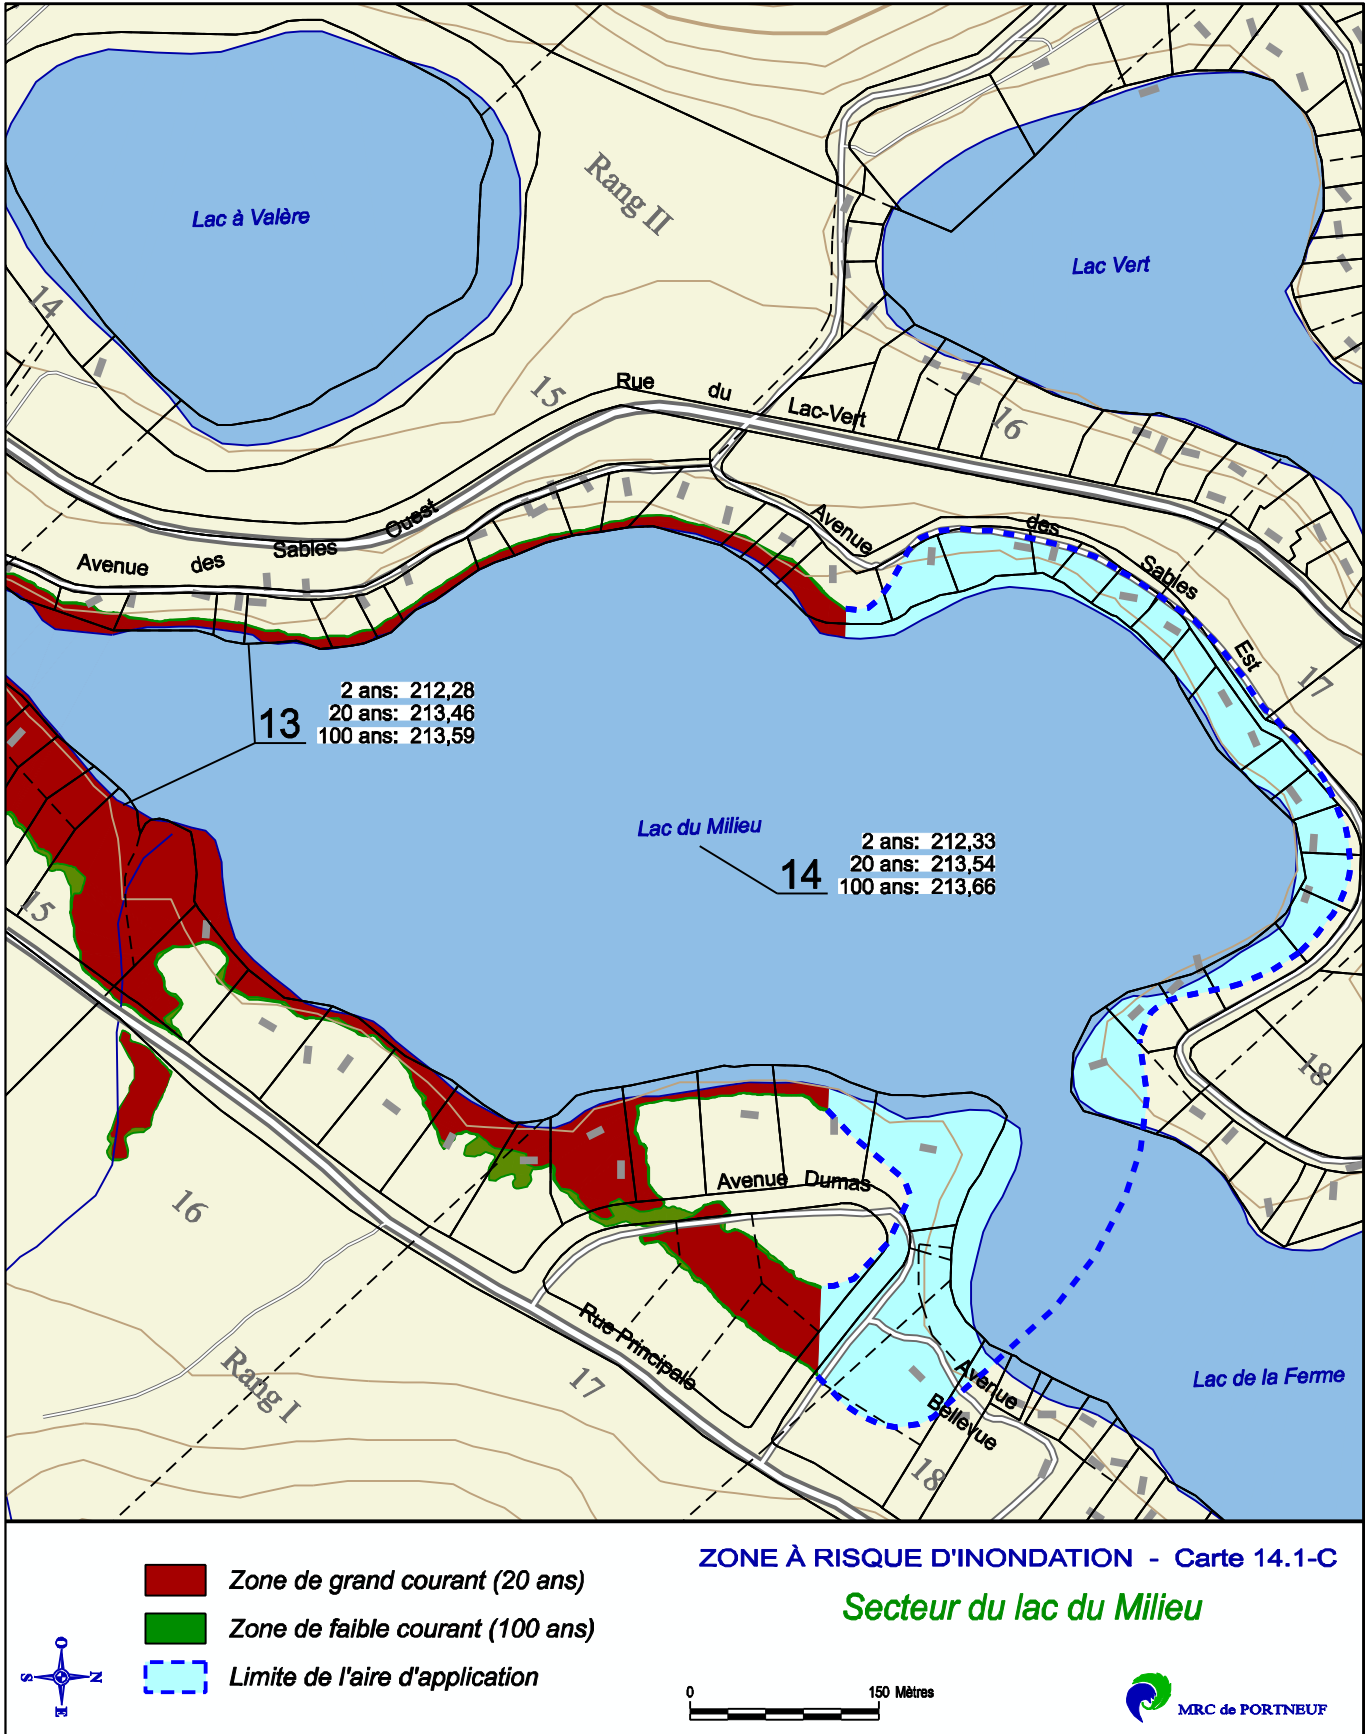 Rang II
Lac à Valère
Lac Vert
14
15
Rue du Lac-Vert
16
Avenue des Sables Ouest
Avenue des Sables Est
17
2 ans: 212,28
20 ans: 213,46
100 ans: 213,59
13
Lac du Milieu
2 ans: 212,33
20 ans: 213,54
100 ans: 213,66
14
15
18
16
Avenue Dumas
Rue Principale
Rang I
17
Avenue Bellevue
Lac de la Ferme
18
Zone de grand courant (20 ans)
Zone de faible courant (100 ans)
Limite de l'aire d'application
ZONE À RISQUE D'INONDATION - Carte 14.1-C
Secteur du lac du Milieu
O
S N
E
0 150 Mètres
MRC de PORTNEUF